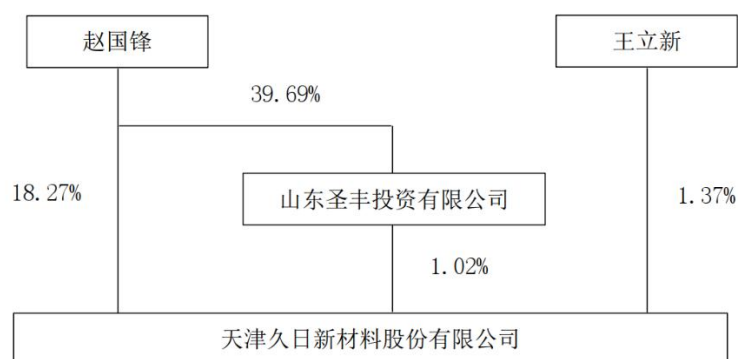 赵国锋
王立新
39.69%
18.27%
山东圣丰投资有限公司
1.37%
1.02%
天津久日新材料股份有限公司